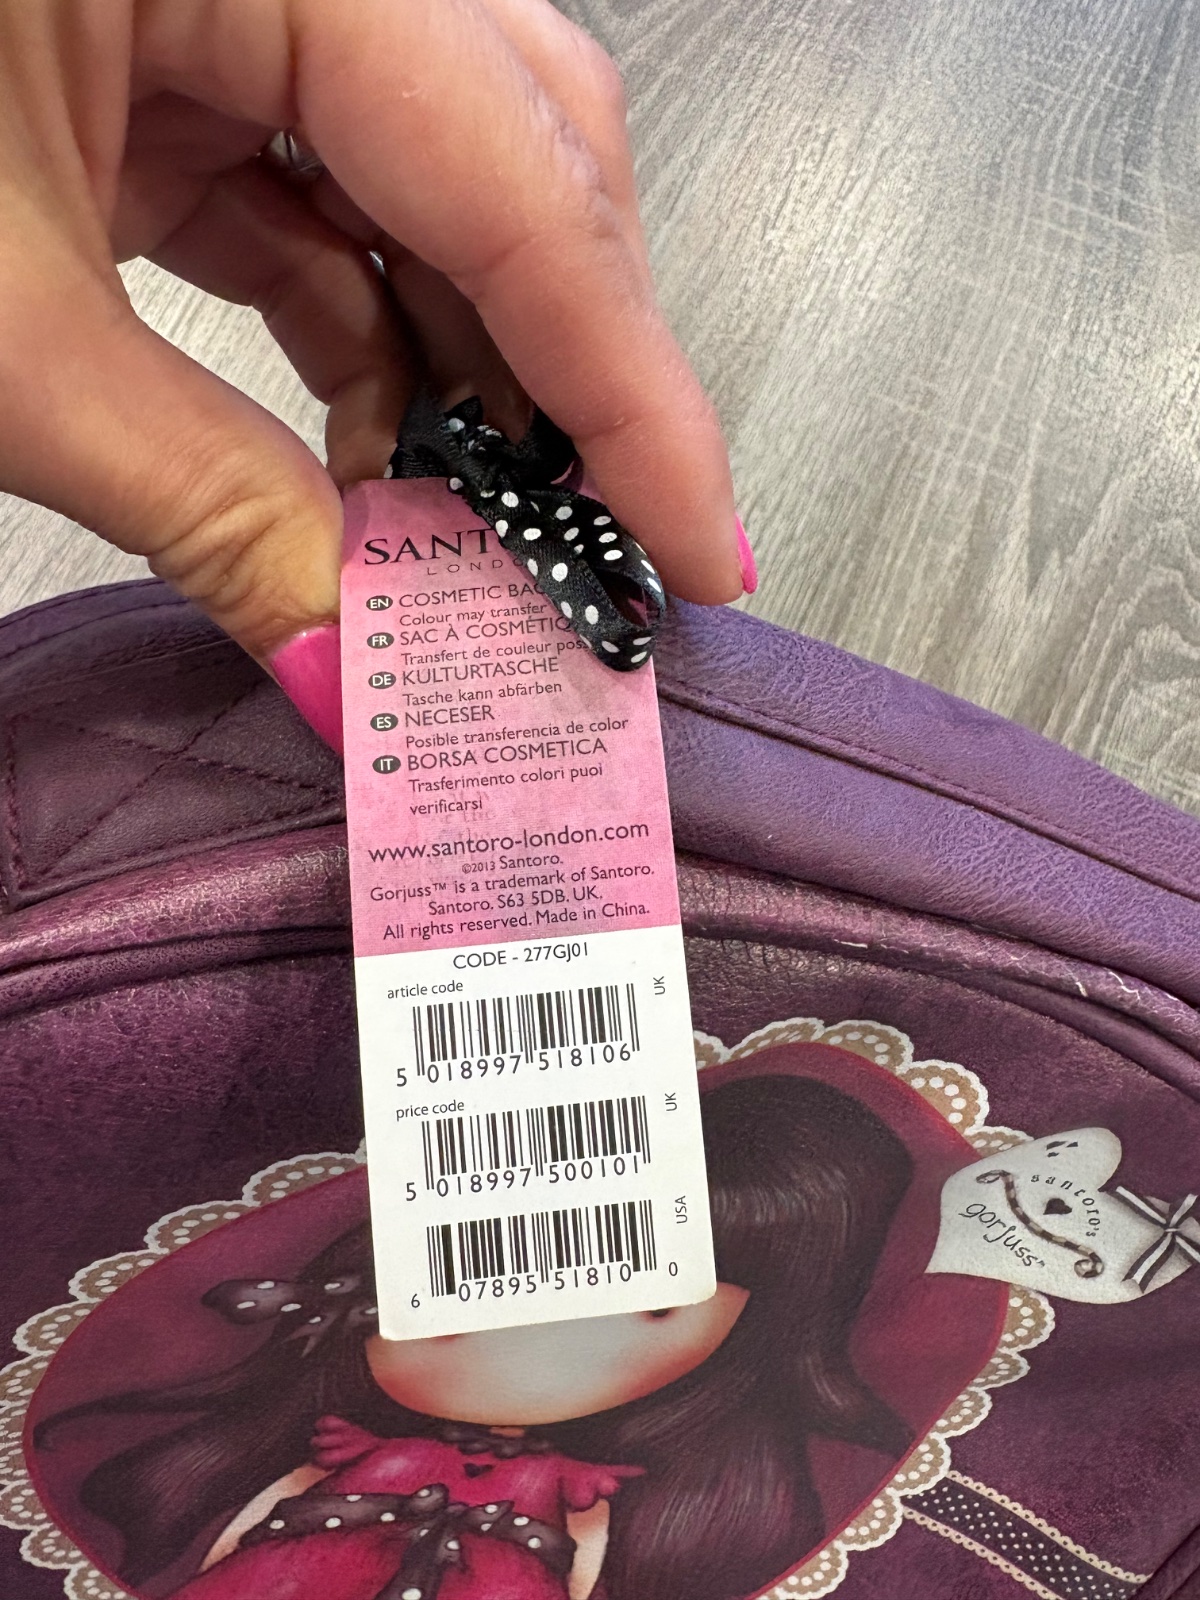 SANTO
LONDO
EN COSMETIC BAG
Colour may transfer
FR SAC À COSMÉTIQ
Transfert de couleur poss
DE KULTURTASCHE
Tasche kann abfärben
ES NECESER
Posible transferencia de color
IT BORSA COSMETICA
Trasferimento colori puoi
verificarsi
www.santoro-london.com
©2013 Santoro.
Gorjuss™ is a trademark of Santoro.
Santoro. S63 5DB. UK.
All rights reserved. Made in China.
CODE - 277GJ01
article code
UK
5 018997 518106
price code
UK
5 018997 500101
USA
6 07895 51810 0
santoro's
gorjuss™